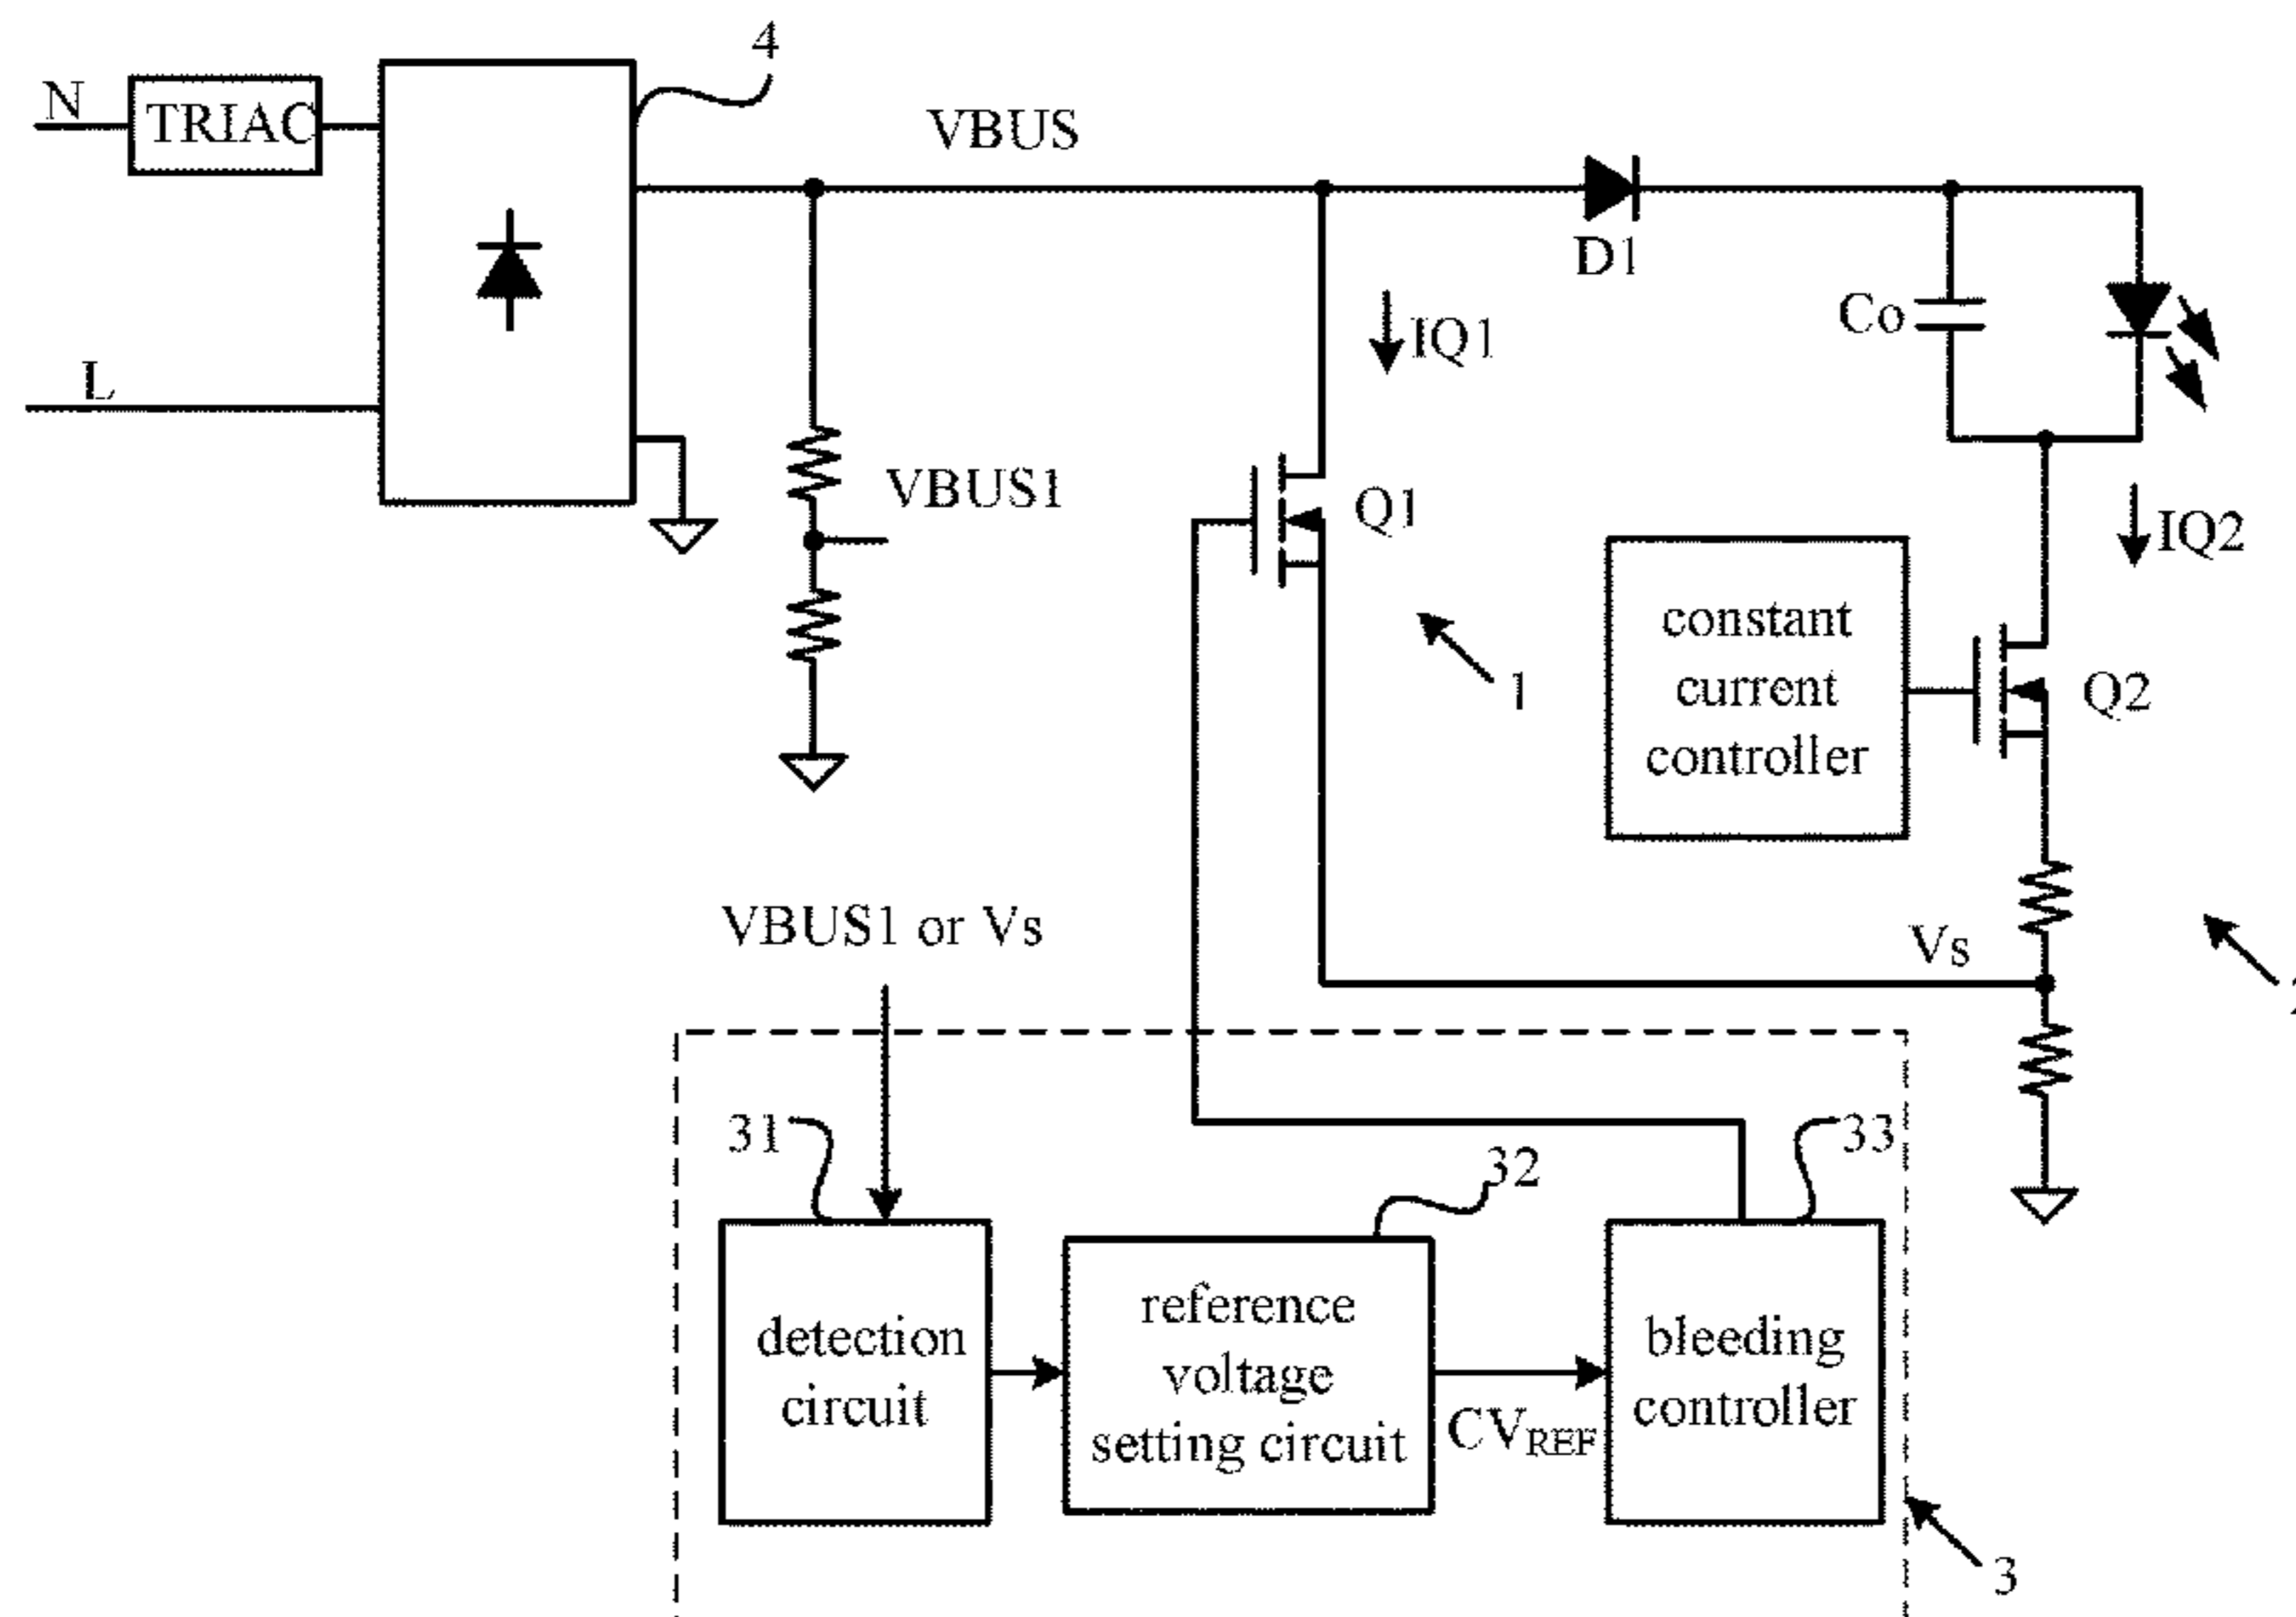 4
N
TRIAC
VBUS
D1
L
Co
IQ1
VBUS1
Q1
IQ2
constant
current
controller
1
Q2
VBUS1 or Vs
Vs
31
32
33
detection
circuit
reference
voltage
setting circuit
CVREF
bleeding
controller
3